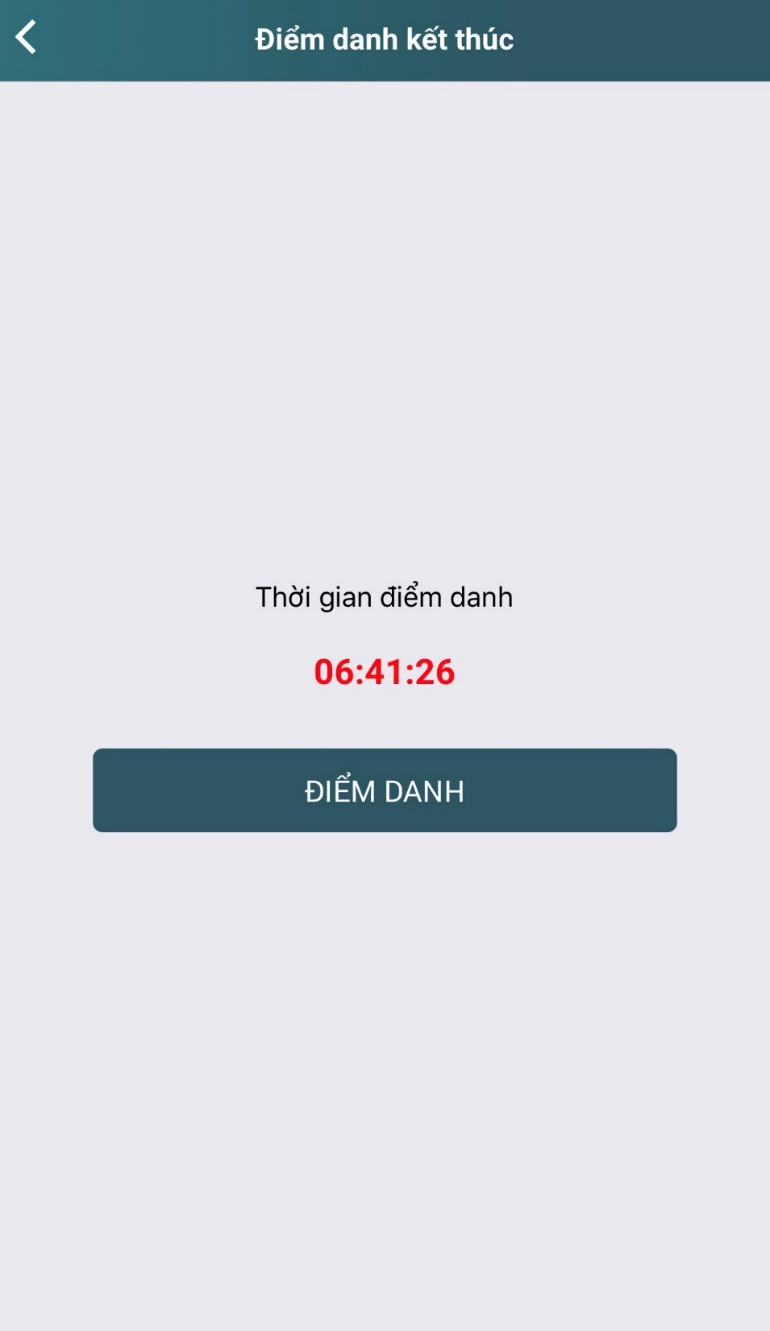 Điểm danh kết thúc
Thời gian điểm danh
06:41:26
ĐIỂM DANH